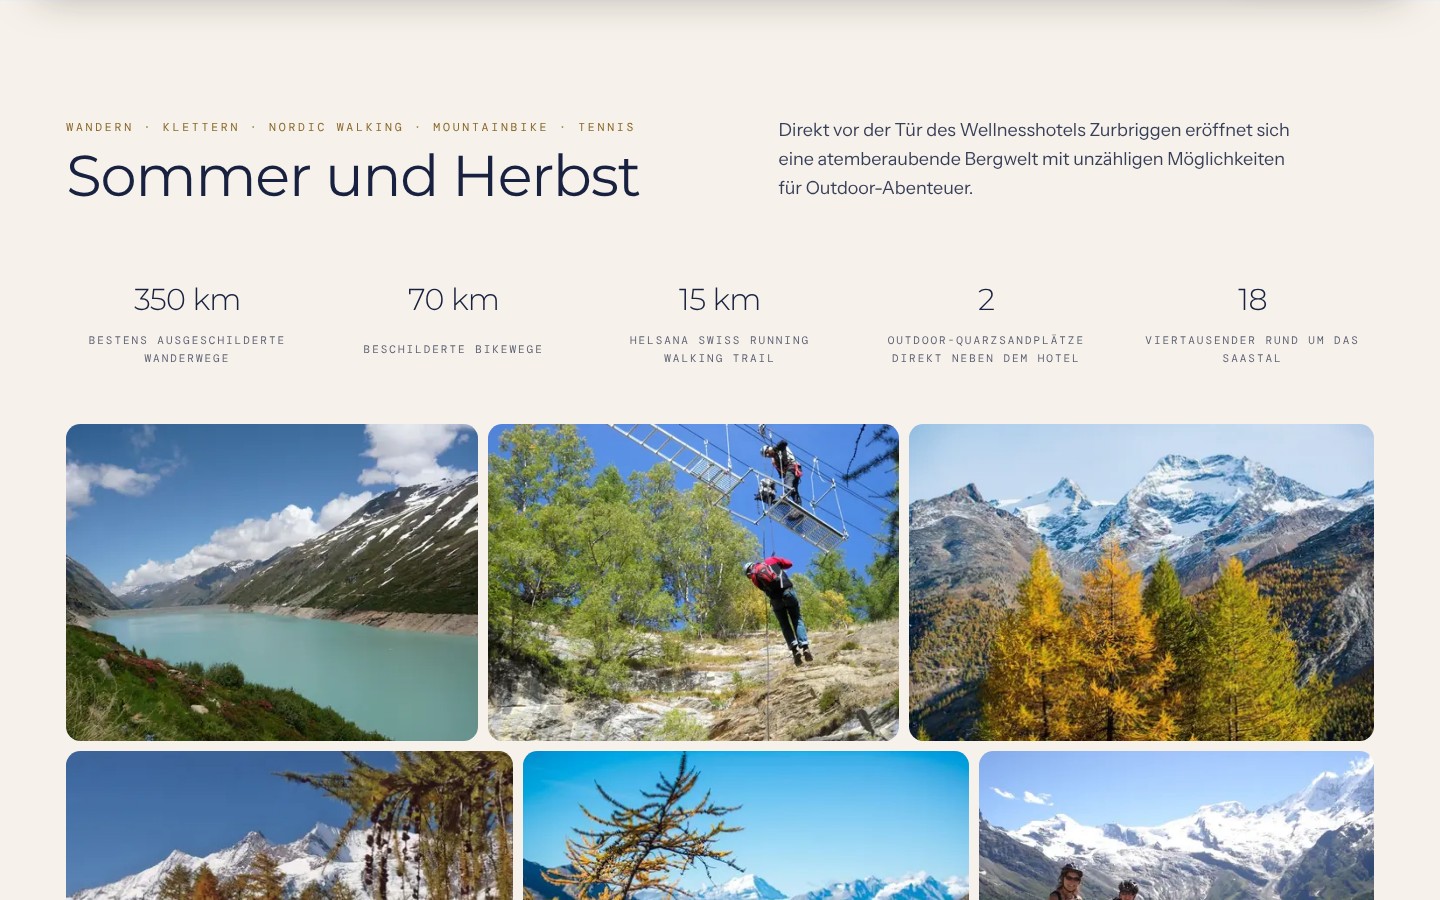 WANDERN · KLETTERN · NORDIC WALKING · MOUNTAINBIKE · TENNIS
Sommer und Herbst
Direkt vor der Tür des Wellnesshotels Zurbriggen eröffnet sich
eine atemberaubende Bergwelt mit unzähligen Möglichkeiten
für Outdoor-Abenteuer.
350 km
BESTENS AUSGESCHILDERTE
WANDERWEGE
70 km
BESCHILDERTE BIKEWEGE
15 km
HELSANA SWISS RUNNING
WALKING TRAIL
2
OUTDOOR-QUARZSANDPLÄTZE
DIREKT NEBEN DEM HOTEL
18
VIERTAUSENDER RUND UM DAS
SAASTAL